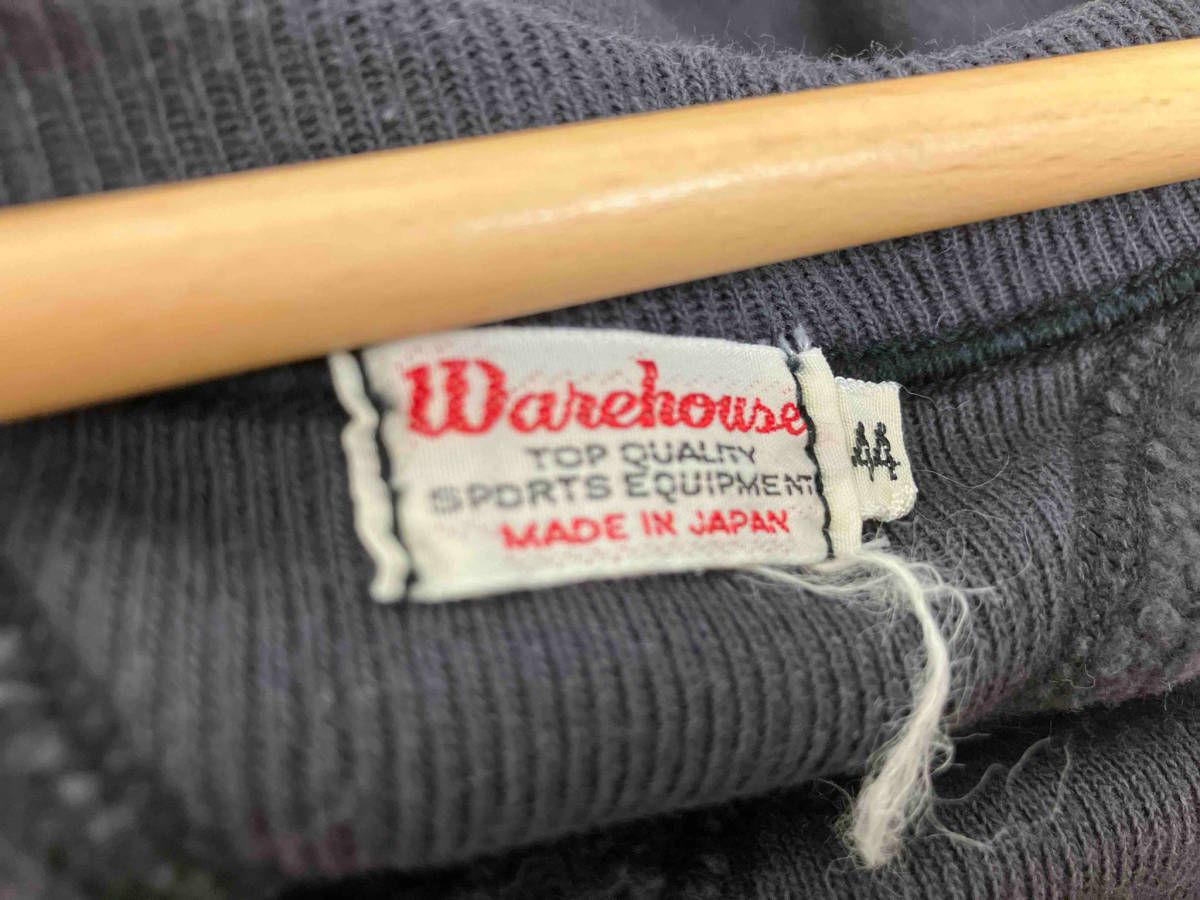 Warehouse
TOP QUALITY
SPORTS EQUIPMENT
MADE IN JAPAN
44